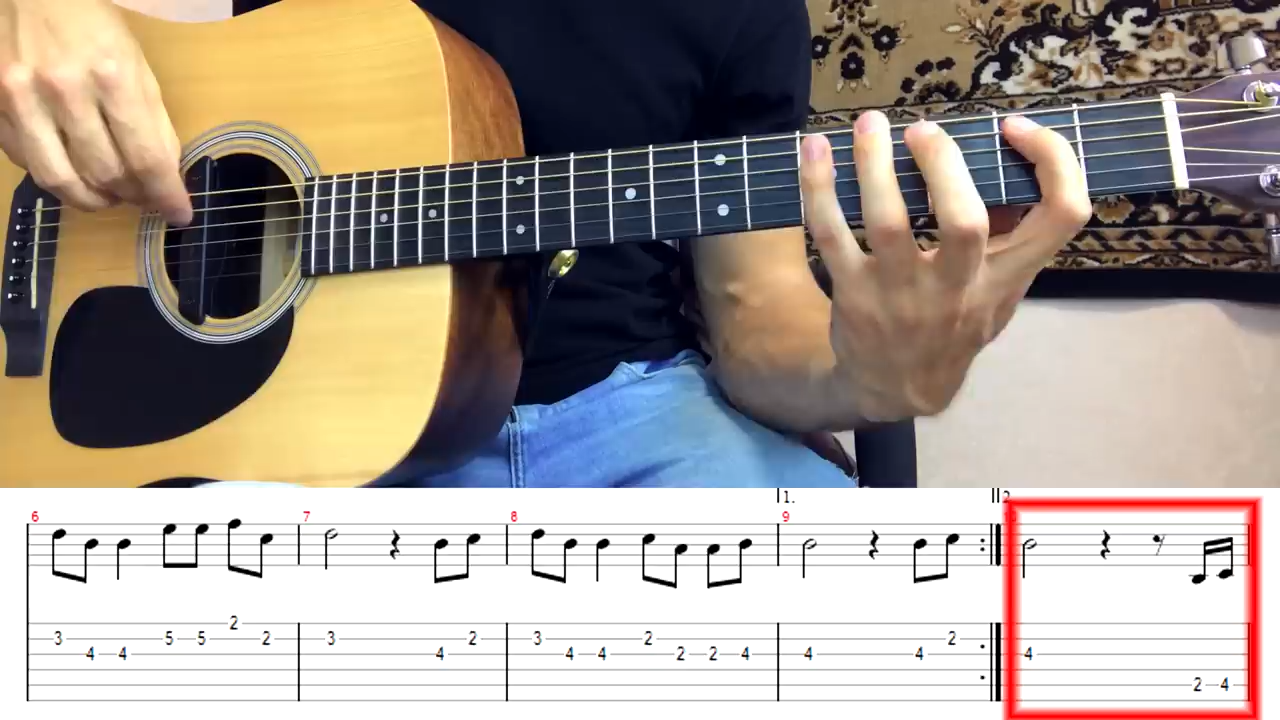 1. 2
6 7 8 9
2
3 5 5 2 3 2 3 2 2
4 4 4 4 4 2 2 4 4 4 4
2 4